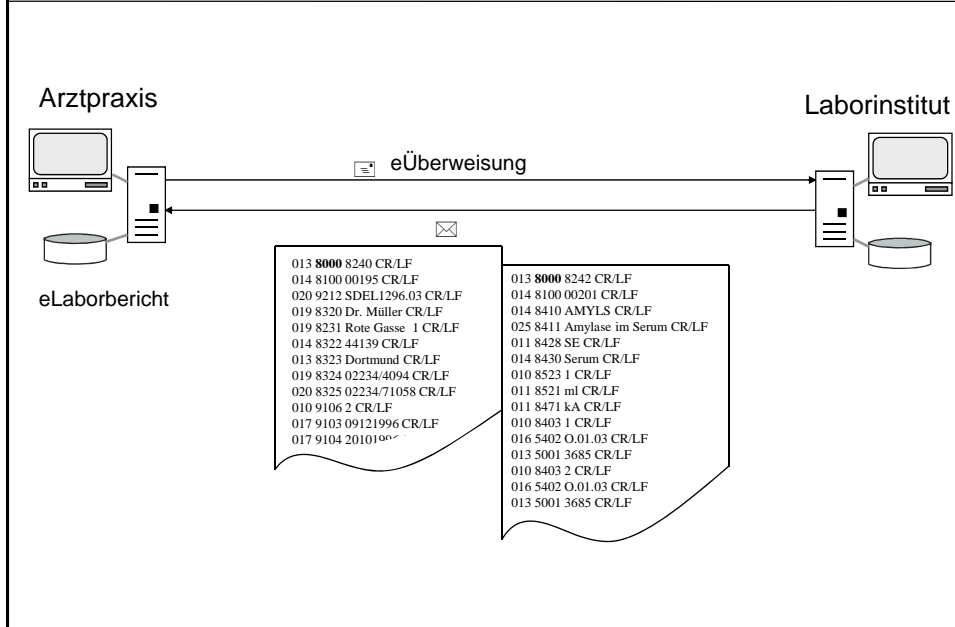 Arztpraxis
Laborinstitut
eÜberweisung
eLaborbericht
013 8000 8240 CR/LF
014 8100 00195 CR/LF
020 9212 SDEL1296.03 CR/LF
019 8320 Dr. Müller CR/LF
019 8231 Rote Gasse 1 CR/LF
014 8322 44139 CR/LF
013 8323 Dortmund CR/LF
019 8324 02234/4094 CR/LF
020 8325 02234/71058 CR/LF
010 9106 2 CR/LF
017 9103 09121996 CR/LF
017 9104
013 8000 8242 CR/LF
014 8100 00201 CR/LF
014 8410 AMYLS CR/LF
025 8411 Amylase im Serum CR/LF
011 8428 SE CR/LF
014 8430 Serum CR/LF
010 8523 1 CR/LF
011 8521 ml CR/LF
011 8471 kA CR/LF
010 8403 1 CR/LF
016 5402 O.01.03 CR/LF
013 5001 3685 CR/LF
010 8403 2 CR/LF
016 5402 O.01.03 CR/LF
013 5001 3685 CR/LF